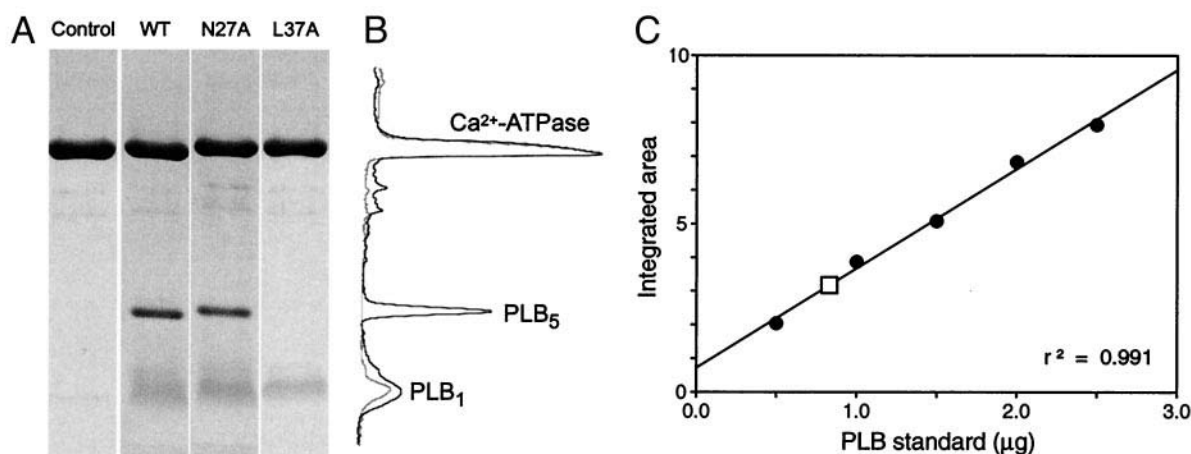 A
Control WT N27A L37A
B
Ca²⁺-ATPase
PLB₅
PLB₁
C
Integrated area
10
5
0
0.0 1.0 2.0 3.0
PLB standard (μg)
r² = 0.991